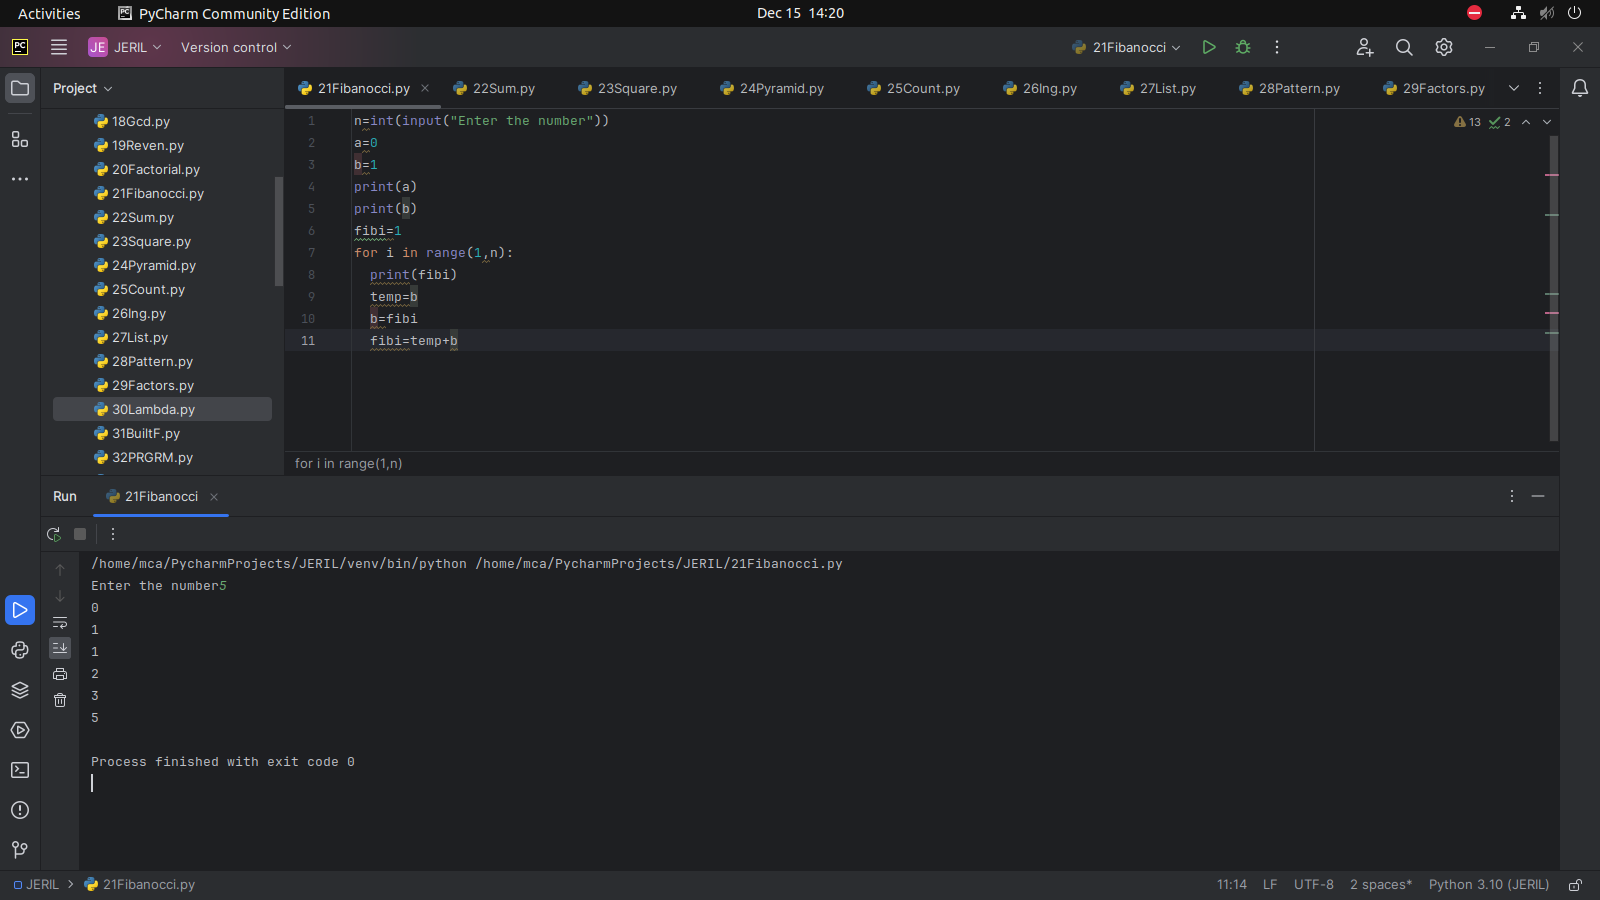 Activities PyCharm Community Edition Dec 15 14:20
PC JE JERIL Version control 21Fibanocci
Project 21Fibanocci.py 22Sum.py 23Square.py 24Pyramid.py 25Count.py 26Ing.py 27List.py 28Pattern.py 29Factors.py
18Gcd.py
19Reven.py
20Factorial.py
21Fibanocci.py
22Sum.py
23Square.py
24Pyramid.py
25Count.py
26Ing.py
27List.py
28Pattern.py
29Factors.py
30Lambda.py
31BuiltF.py
32PRGRM.py
1 n=int(input("Enter the number"))
13 2
2 a=0
3 b=1
4 print(a)
5 print(b)
6 fibi=1
7 for i in range(1,n):
8 print(fibi)
9 temp=b
10 b=fibi
11 fibi=temp+b
for i in range(1,n)
Run 21Fibanocci
/home/mca/PycharmProjects/JERIL/venv/bin/python /home/mca/PycharmProjects/JERIL/21Fibanocci.py
Enter the number5
0
1
1
2
3
5
Process finished with exit code 0
JERIL 21Fibanocci.py 11:14 LF UTF-8 2 spaces* Python 3.10 (JERIL)